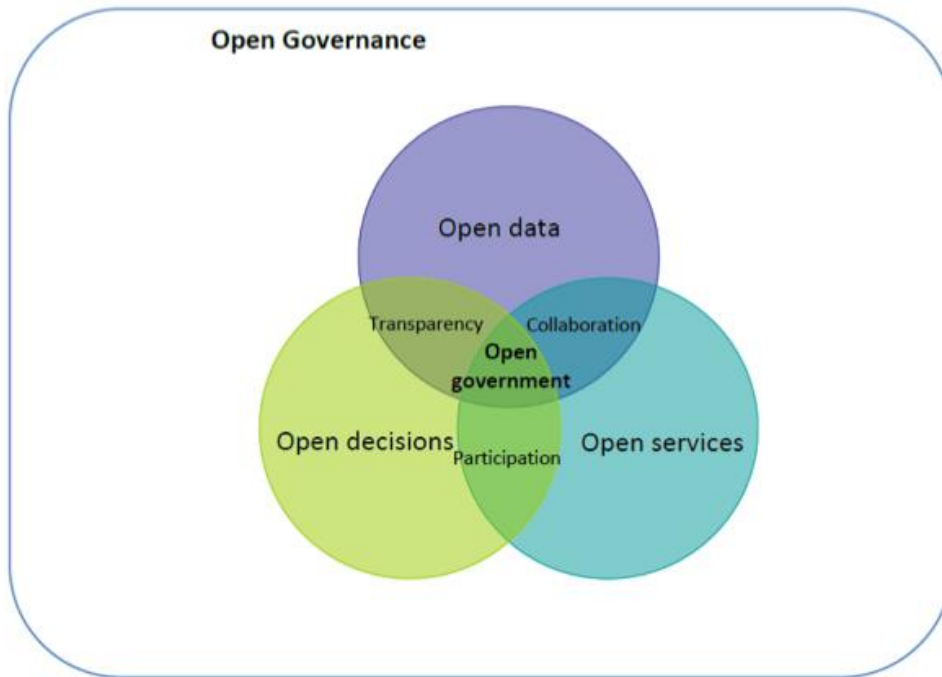 Open Governance
Open data
Transparency
Collaboration
Open
government
Open decisions
Open services
Participation